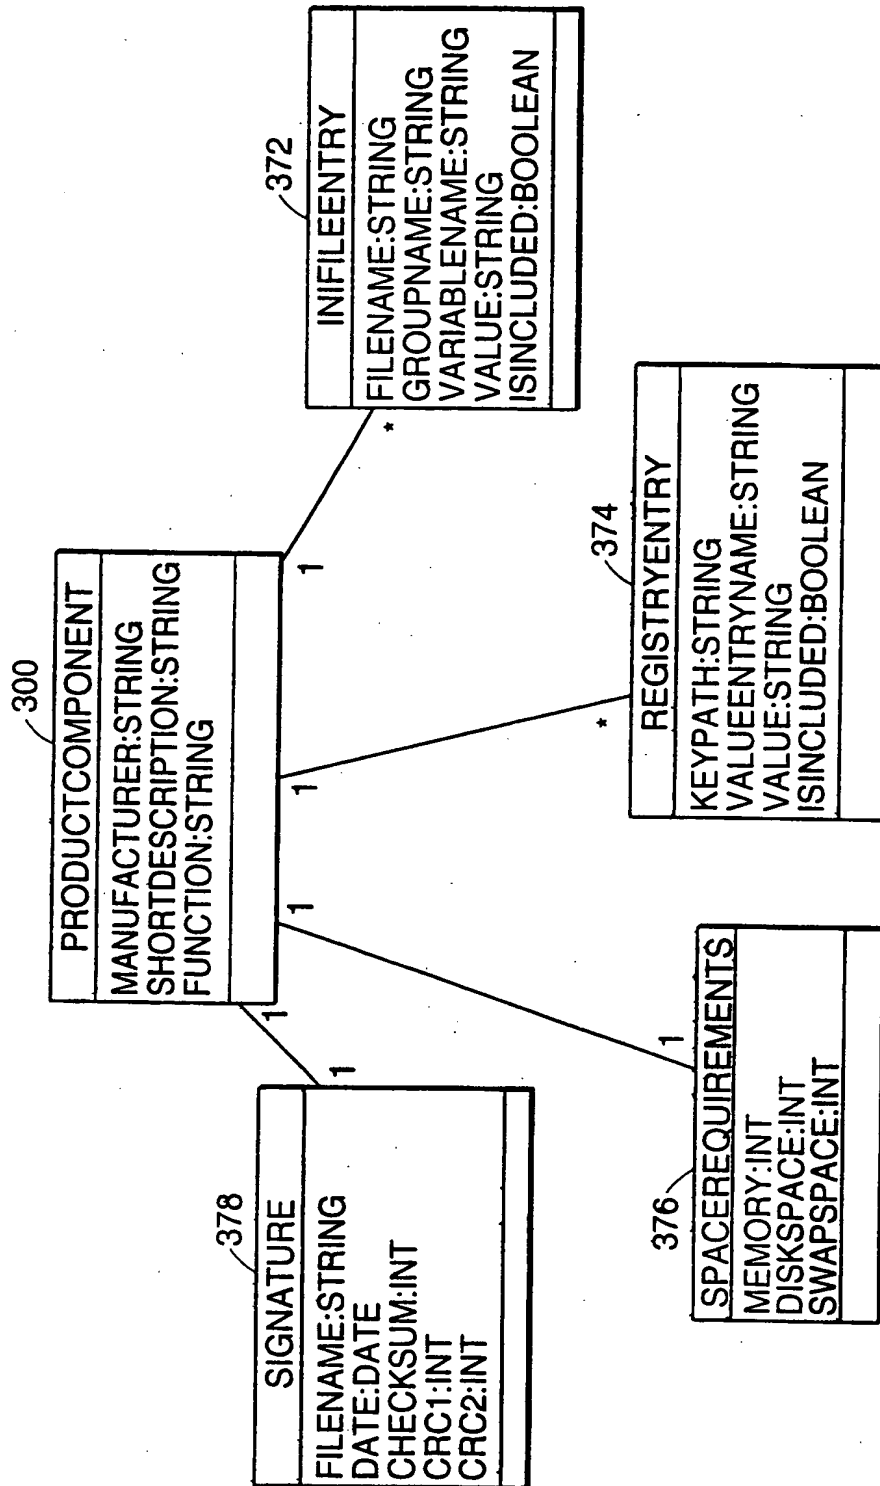 300
PRODUCTCOMPONENT
MANUFACTURER:STRING
SHORTDESCRIPTION:STRING
FUNCTION:STRING
1
1
1
1
378
SIGNATURE
FILENAME:STRING
DATE:DATE
CHECKSUM:INT
CRC1:INT
CRC2:INT
1
372
INIFILEENTRY
FILENAME:STRING
GROUPNAME:STRING
VARIABLENAME:STRING
VALUE:STRING
ISINCLUDED:BOOLEAN
*
376
SPACEREQUIREMENTS
MEMORY:INT
DISKSPACE:INT
SWAPSPACE:INT
1
374
REGISTRYENTRY
KEYPATH:STRING
VALUEENTRYNAME:STRING
VALUE:STRING
ISINCLUDED:BOOLEAN
*